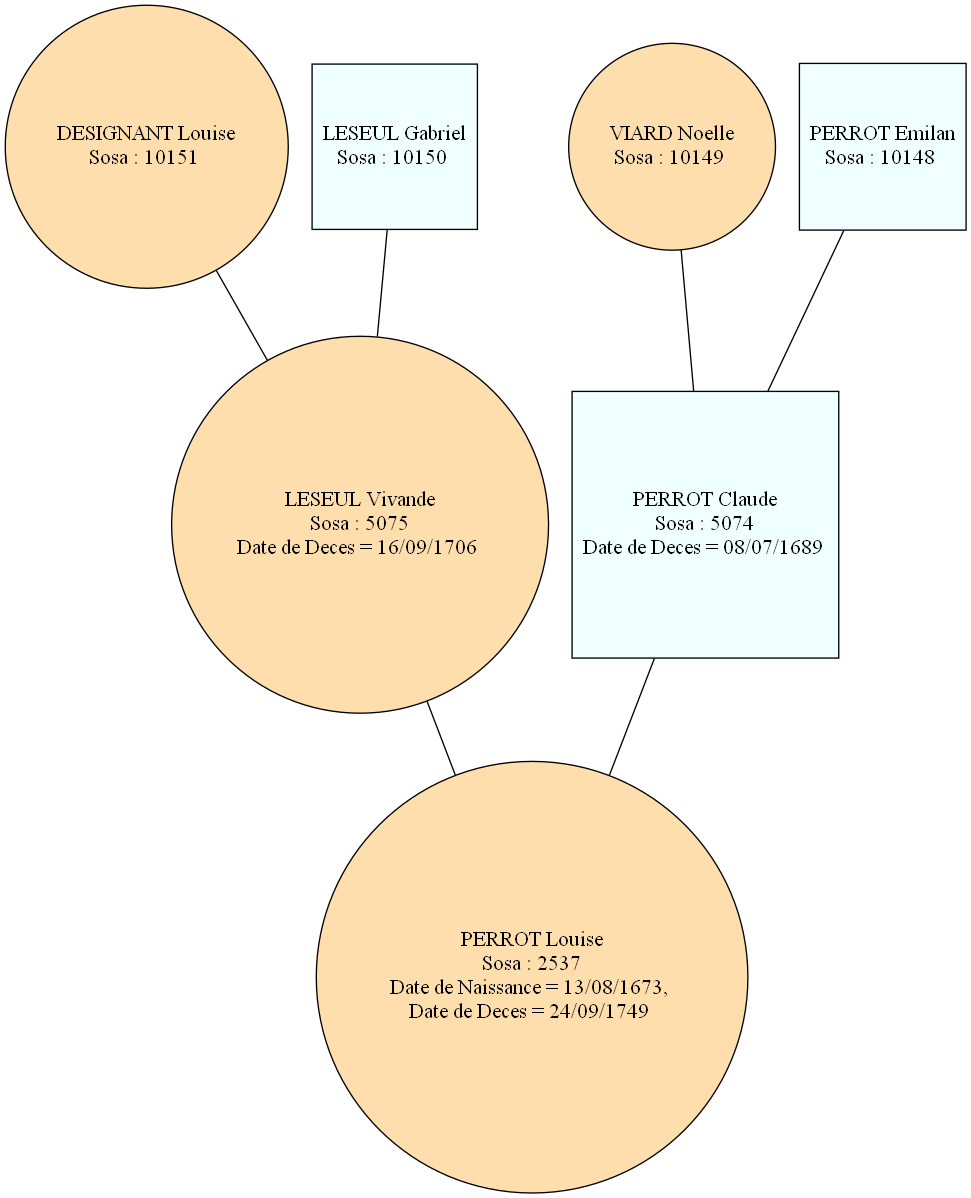 DESIGNANT Louise
Sosa : 10151
LESEUL Gabriel
Sosa : 10150
VIARD Noelle
Sosa : 10149
PERROT Emilan
Sosa : 10148
LESEUL Vivande
Sosa : 5075
Date de Deces = 16/09/1706
PERROT Claude
Sosa : 5074
Date de Deces = 08/07/1689
PERROT Louise
Sosa : 2537
Date de Naissance = 13/08/1673,
Date de Deces = 24/09/1749